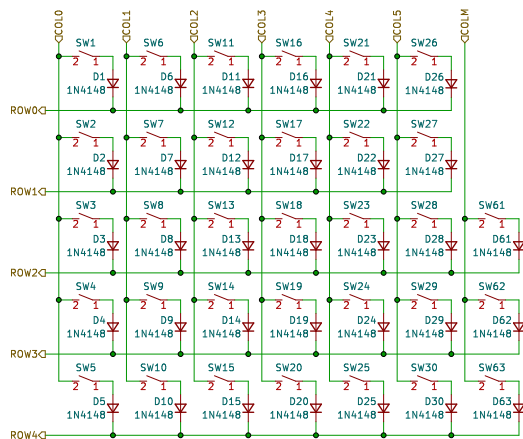 COL0 COL1 COL2 COL3 COL4 COL5 COLM
SW1 SW6 SW11 SW16 SW21 SW26
2 1 2 1 2 1 2 1 2 1 2 1
D1 D6 D11 D16 D21 D26
1N4148 1N4148 1N4148 1N4148 1N4148 1N4148
ROW0
SW2 SW7 SW12 SW17 SW22 SW27
2 1 2 1 2 1 2 1 2 1 2 1
D2 D7 D12 D17 D22 D27
1N4148 1N4148 1N4148 1N4148 1N4148 1N4148
ROW1
SW3 SW8 SW13 SW18 SW23 SW28 SW61
2 1 2 1 2 1 2 1 2 1 2 1 2 1
D3 D8 D13 D18 D23 D28 D61
1N4148 1N4148 1N4148 1N4148 1N4148 1N4148 1N4148
ROW2
SW4 SW9 SW14 SW19 SW24 SW29 SW62
2 1 2 1 2 1 2 1 2 1 2 1 2 1
D4 D9 D14 D19 D24 D29 D62
1N4148 1N4148 1N4148 1N4148 1N4148 1N4148 1N4148
ROW3
SW5 SW10 SW15 SW20 SW25 SW30 SW63
2 1 2 1 2 1 2 1 2 1 2 1 2 1
D5 D10 D15 D20 D25 D30 D63
1N4148 1N4148 1N4148 1N4148 1N4148 1N4148 1N4148
ROW4